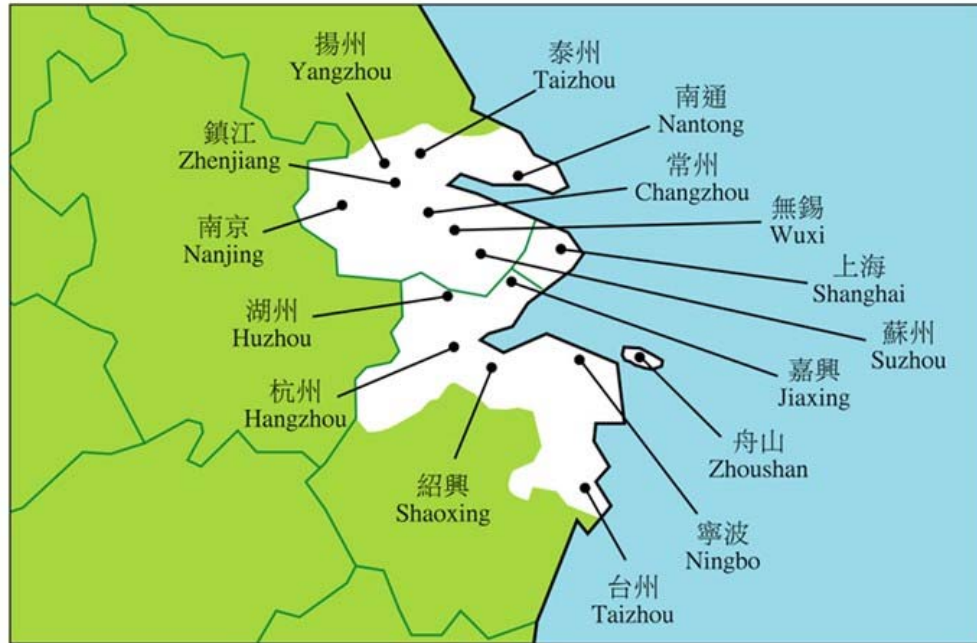 揚州
Yangzhou
泰州
Taizhou
南通
Nantong
鎮江
Zhenjiang
常州
Changzhou
無錫
Wuxi
南京
Nanjing
上海
Shanghai
湖州
Huzhou
蘇州
Suzhou
嘉興
Jiaxing
杭州
Hangzhou
舟山
Zhoushan
紹興
Shaoxing
寧波
Ningbo
台州
Taizhou